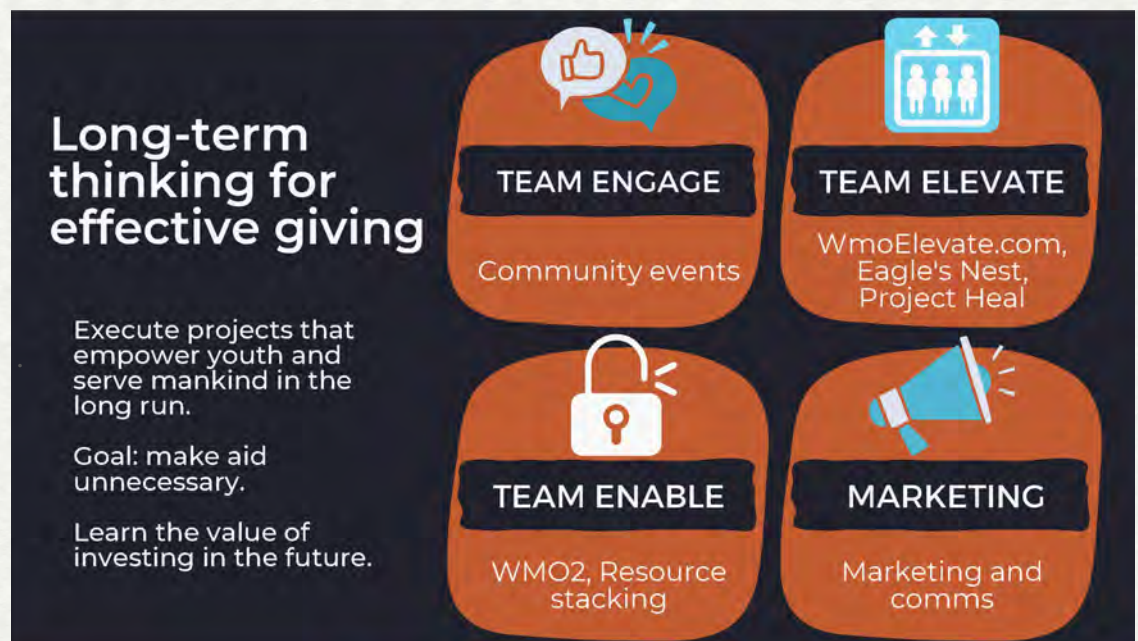 Long-term
thinking for
effective giving
Execute projects that
empower youth and
serve mankind in the
long run.
Goal: make aid
unnecessary.
Learn the value of
investing in the future.
TEAM ENGAGE
Community events
TEAM ELEVATE
WmoElevate.com,
Eagle's Nest,
Project Heal
TEAM ENABLE
WMO2, Resource
stacking
MARKETING
Marketing and
comms